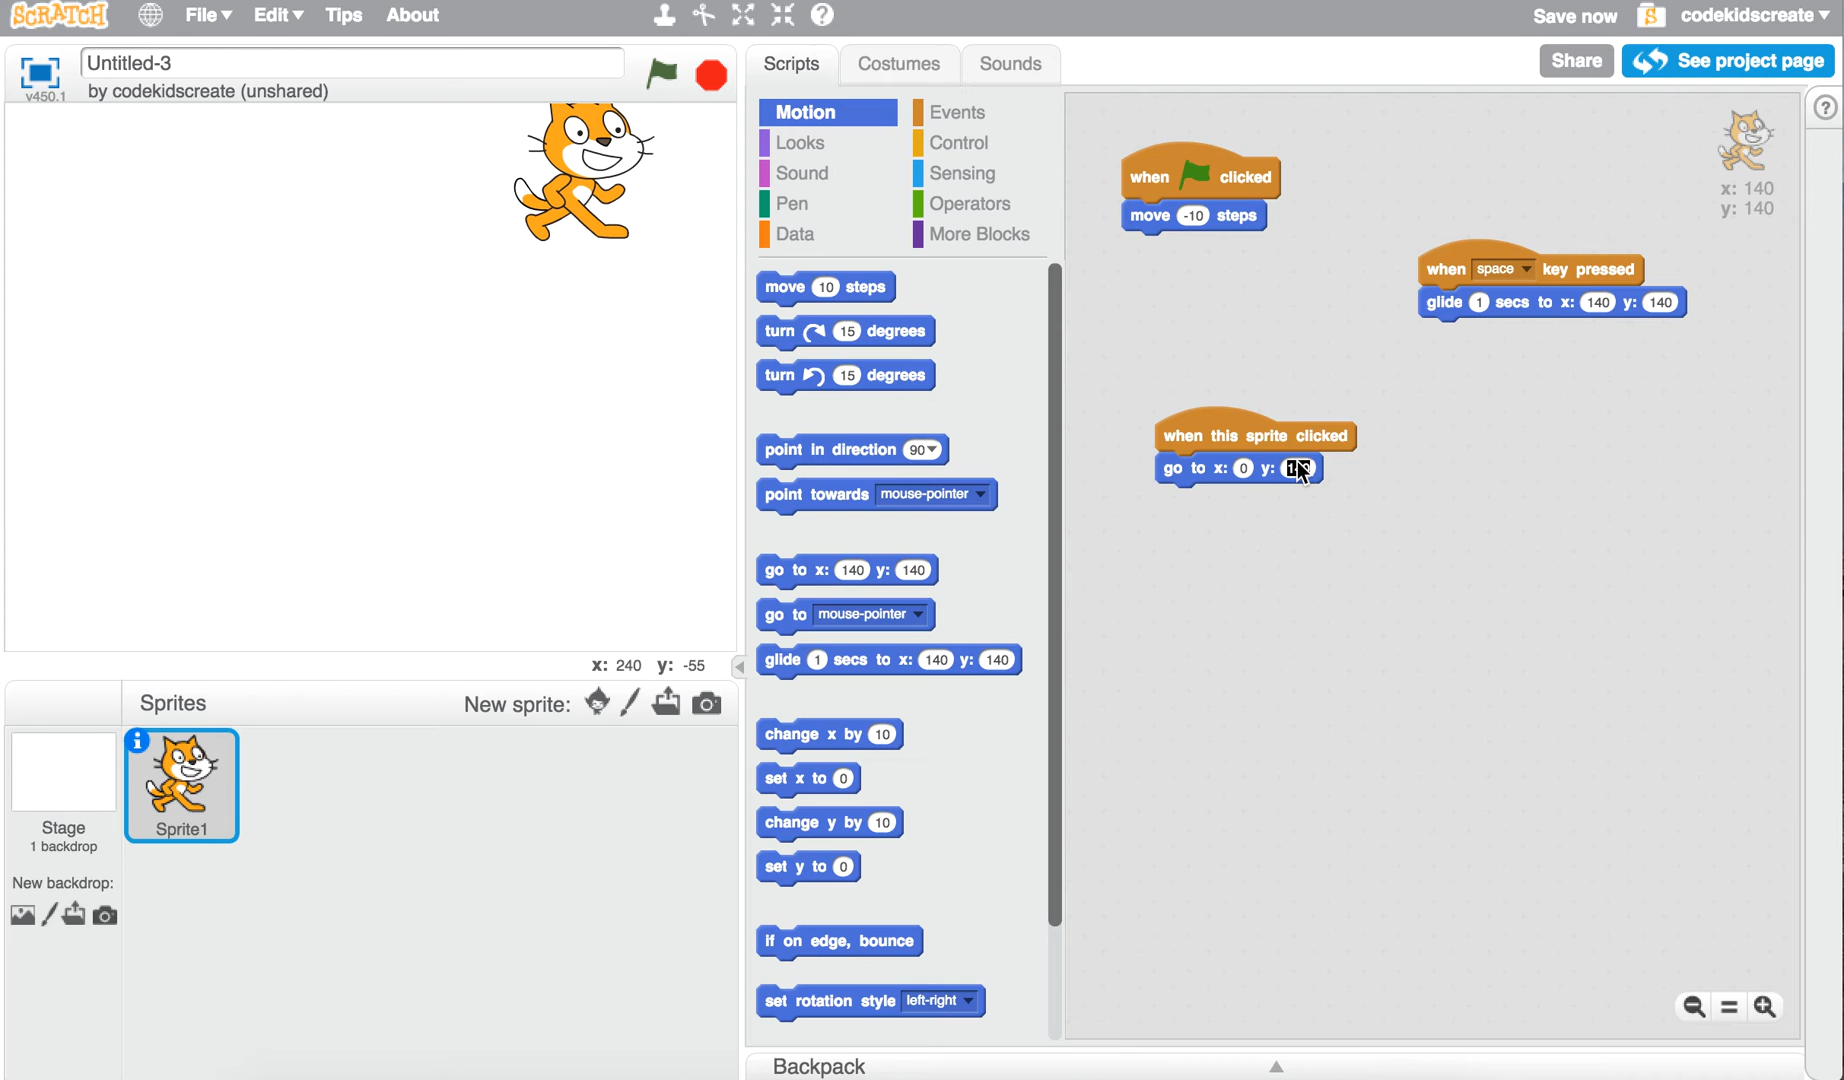 SCRATCH File Edit Tips About Save now S codekidscreate
v450.1 Untitled-3
by codekidscreate (unshared)
Scripts Costumes Sounds Share See project page
Motion Events
Looks Control
Sound Sensing
Pen Operators
Data More Blocks
move 10 steps
turn 15 degrees
turn 15 degrees
point in direction 90
point towards mouse-pointer
go to x: 140 y: 140
go to mouse-pointer
glide 1 secs to x: 140 y: 140
change x by 10
set x to 0
change y by 10
set y to 0
if on edge, bounce
set rotation style left-right
when clicked
move -10 steps
when space key pressed
glide 1 secs to x: 140 y: 140
when this sprite clicked
go to x: 0 y:
x: 140
y: 140
?
x: 240 y: -55
Sprites New sprite:
Sprite1
Stage
1 backdrop
New backdrop:
Backpack